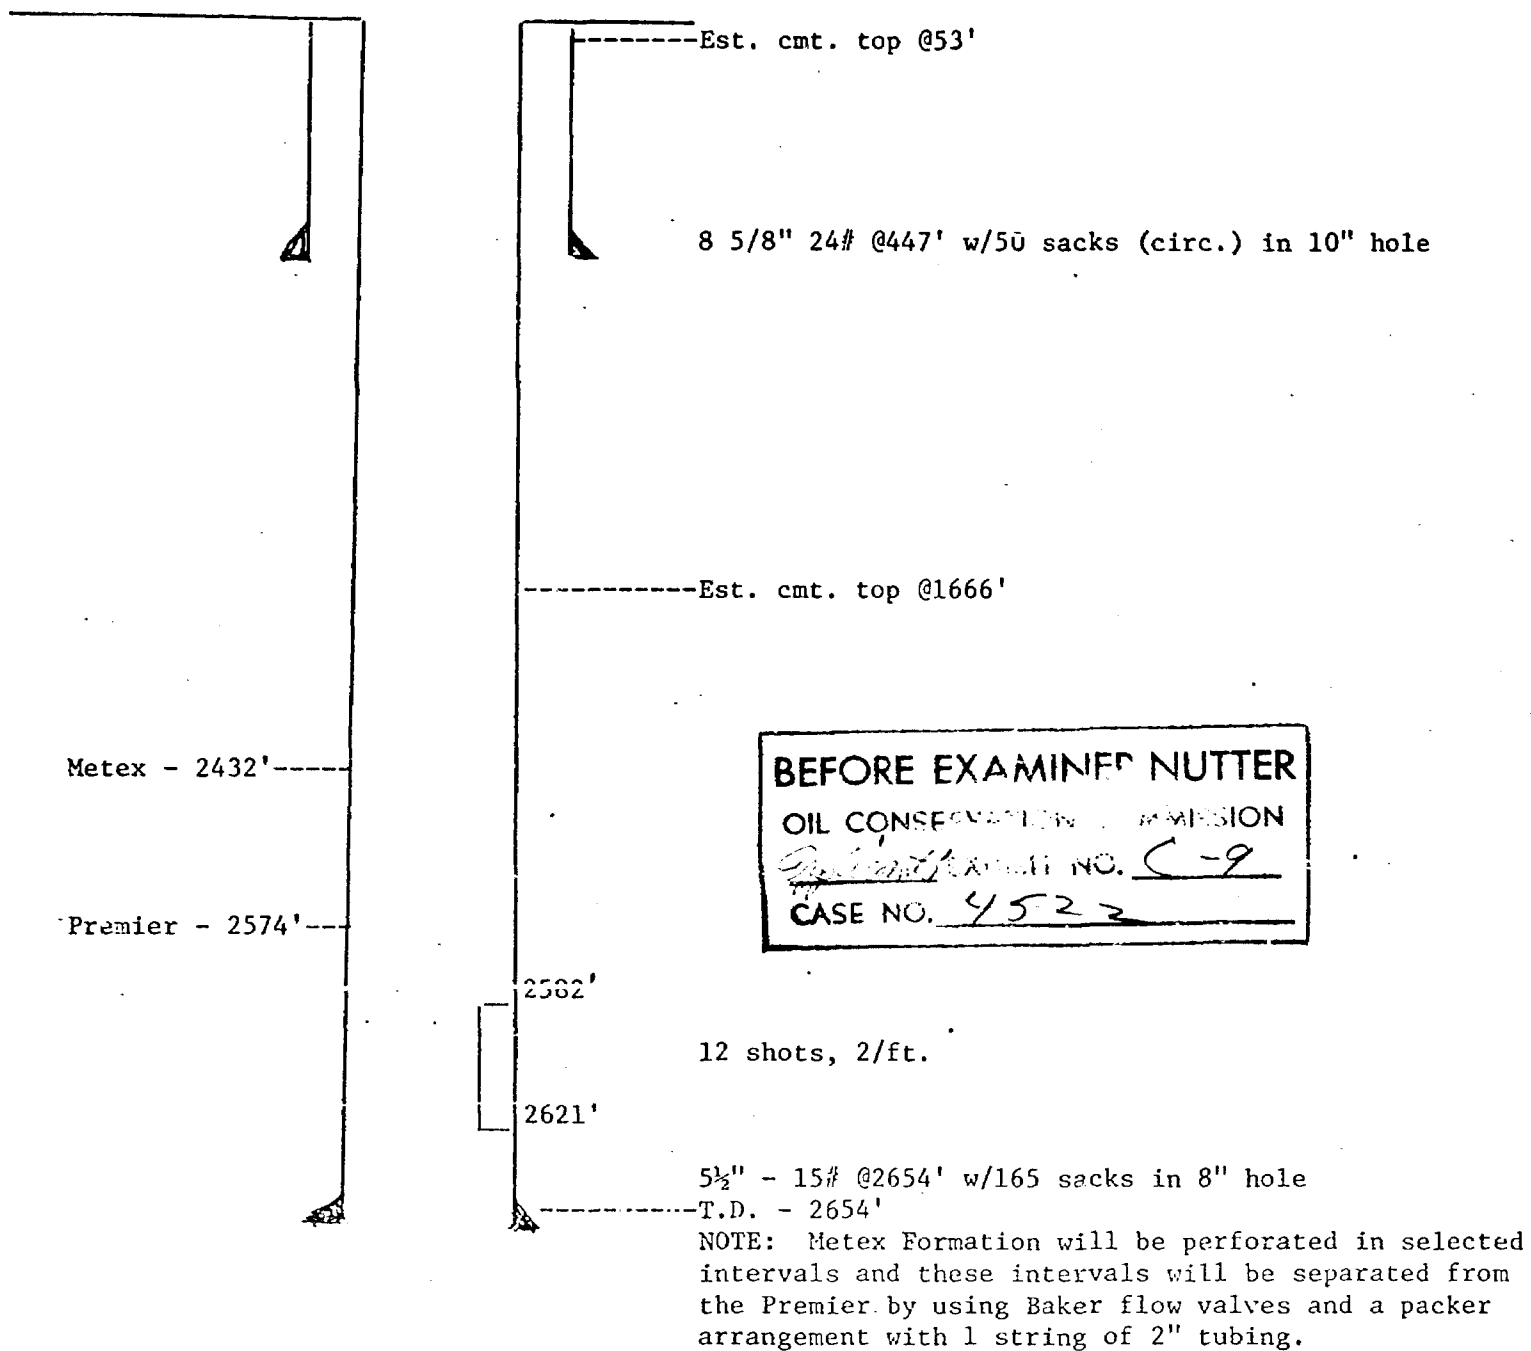 Est. cmt. top @53'
8 5/8" 24# @447' w/50 sacks (circ.) in 10" hole
Est. cmt. top @1666'
Metex - 2432'
BEFORE EXAMINER NUTTER
OIL CONSERVATION COMMISSION
EXHIBIT NO. C-9
CASE NO. 4522
Premier - 2574'
2582'
12 shots, 2/ft.
2621'
5½" - 15# @2654' w/165 sacks in 8" hole
T.D. - 2654'
NOTE: Metex Formation will be perforated in selected
intervals and these intervals will be separated from
the Premier by using Baker flow valves and a packer
arrangement with 1 string of 2" tubing.